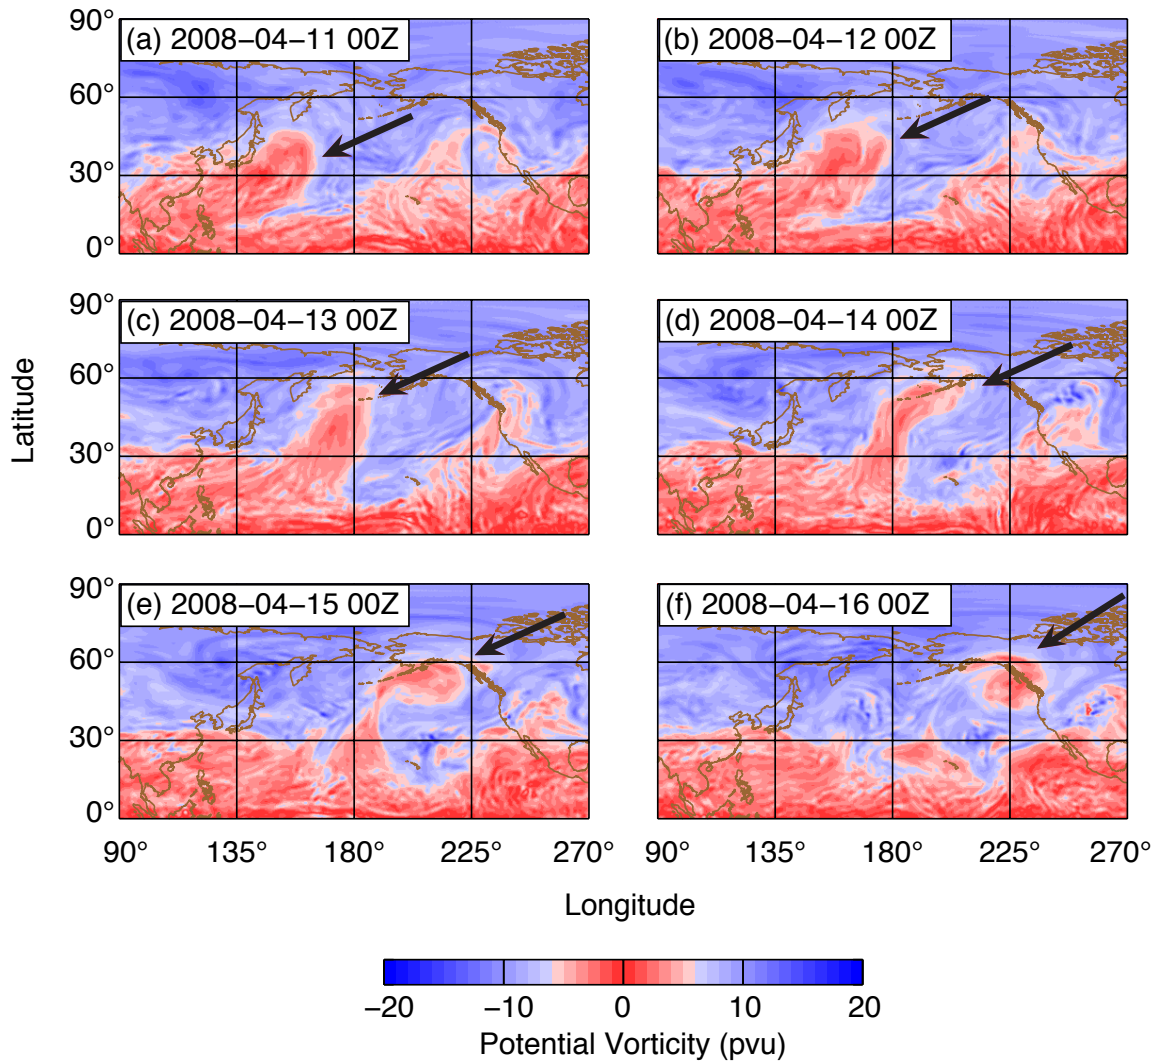 (a) 2008−04−11 00Z
(b) 2008−04−12 00Z
90°
60°
30°
0°
(c) 2008−04−13 00Z
(d) 2008−04−14 00Z
90°
60°
30°
0°
Latitude
(e) 2008−04−15 00Z
(f) 2008−04−16 00Z
90°
60°
30°
0°
90° 135° 180° 225° 270°
90° 135° 180° 225° 270°
Longitude
−20 −10 0 10 20
Potential Vorticity (pvu)